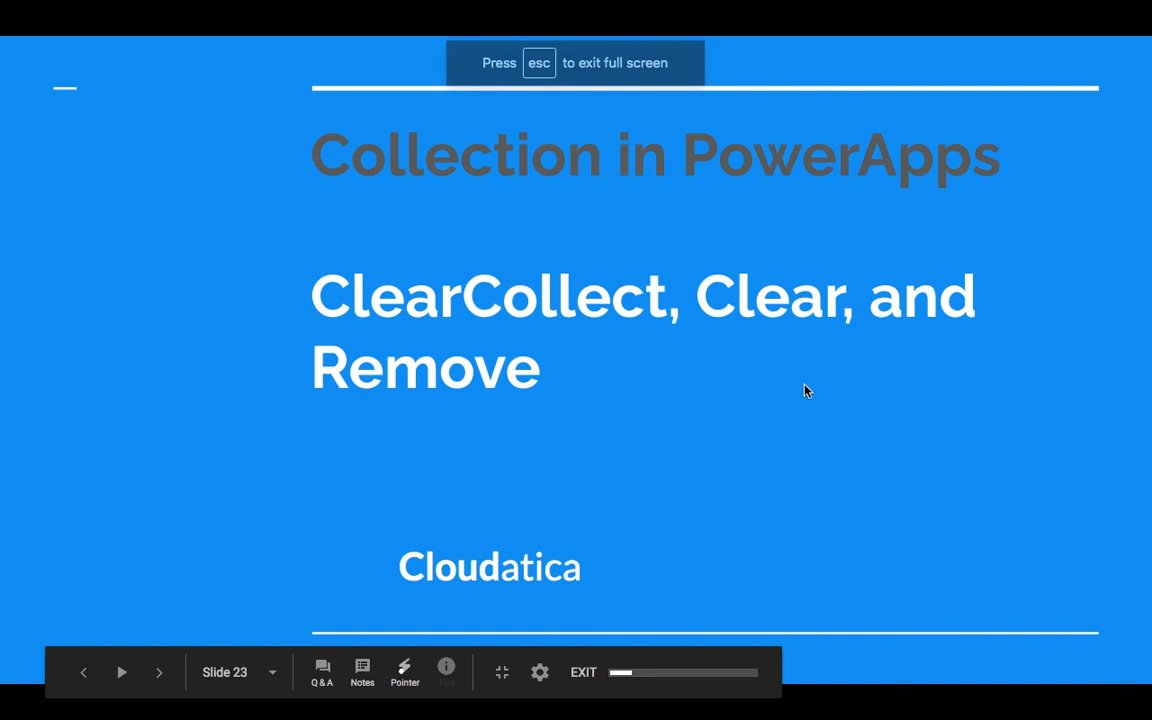 Press esc to exit full screen
Collection in PowerApps
ClearCollect, Clear, and
Remove
Cloudatica
Slide 23
Q & A
Notes
Pointer
EXIT